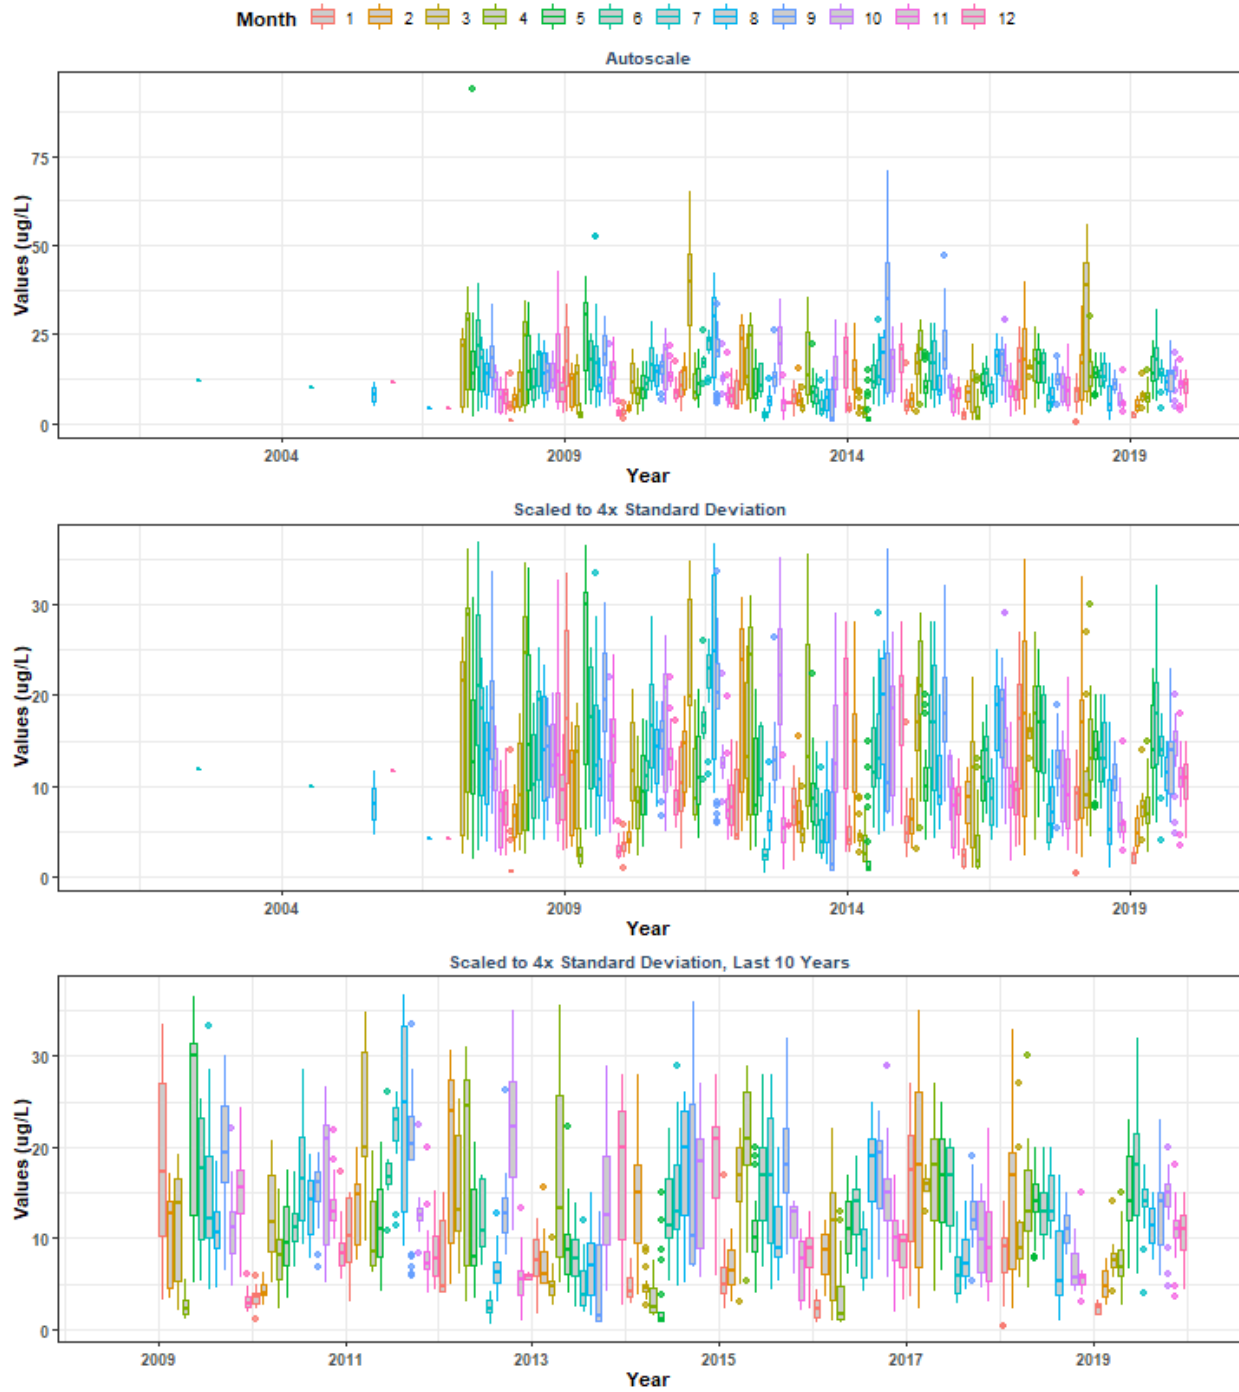 Month 1 2 3 4 5 6 7 8 9 10 11 12
Autoscale
Values (ug/L)
75
50
25
0
2004 2009 2014 2019
Year
Scaled to 4x Standard Deviation
Values (ug/L)
30
20
10
0
2004 2009 2014 2019
Year
Scaled to 4x Standard Deviation, Last 10 Years
Values (ug/L)
30
20
10
0
2009 2011 2013 2015 2017 2019
Year